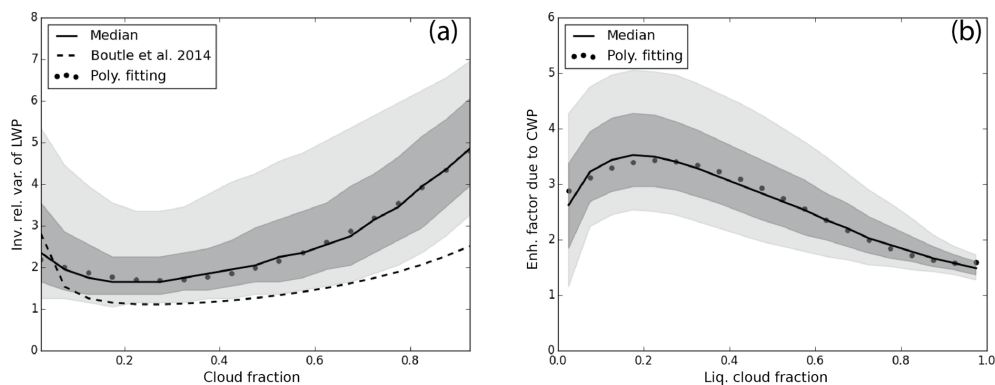 8
7
6
5
4
3
2
1
0
Inv. rel. var. of LWP
Median
Boutle et al. 2014
Poly. fitting
(a)
0.2 0.4 0.6 0.8
Cloud fraction
6
5
4
3
2
1
0
Enh. factor due to CWP
Median
Poly. fitting
(b)
0.0 0.2 0.4 0.6 0.8 1.0
Liq. cloud fraction